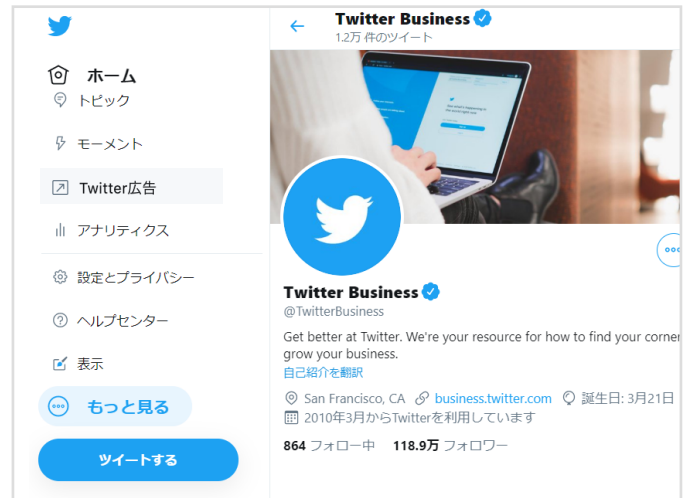 ホーム
トピック
モーメント
Twitter広告
アナリティクス
設定とプライバシー
ヘルプセンター
表示
もっと見る
ツイートする
Twitter Business
1.2万 件のツイート
Twitter Business
@TwitterBusiness
Get better at Twitter. We're your resource for how to find your corner
grow your business.
自己紹介を翻訳
San Francisco, CA business.twitter.com 誕生日: 3月21日
2010年3月からTwitterを利用しています
864 フォロー中 118.9万 フォロワー